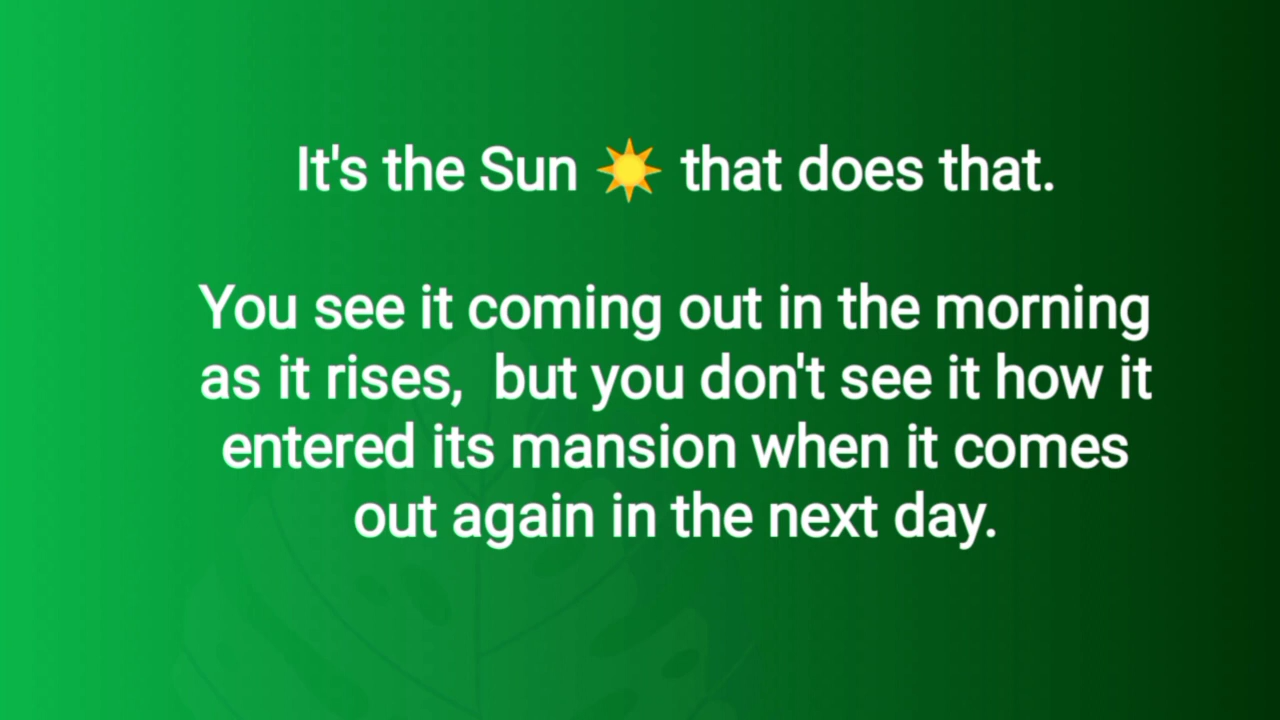 It's the Sun ☀️ that does that.
You see it coming out in the morning
as it rises,  but you don't see it how it
entered its mansion when it comes
out again in the next day.